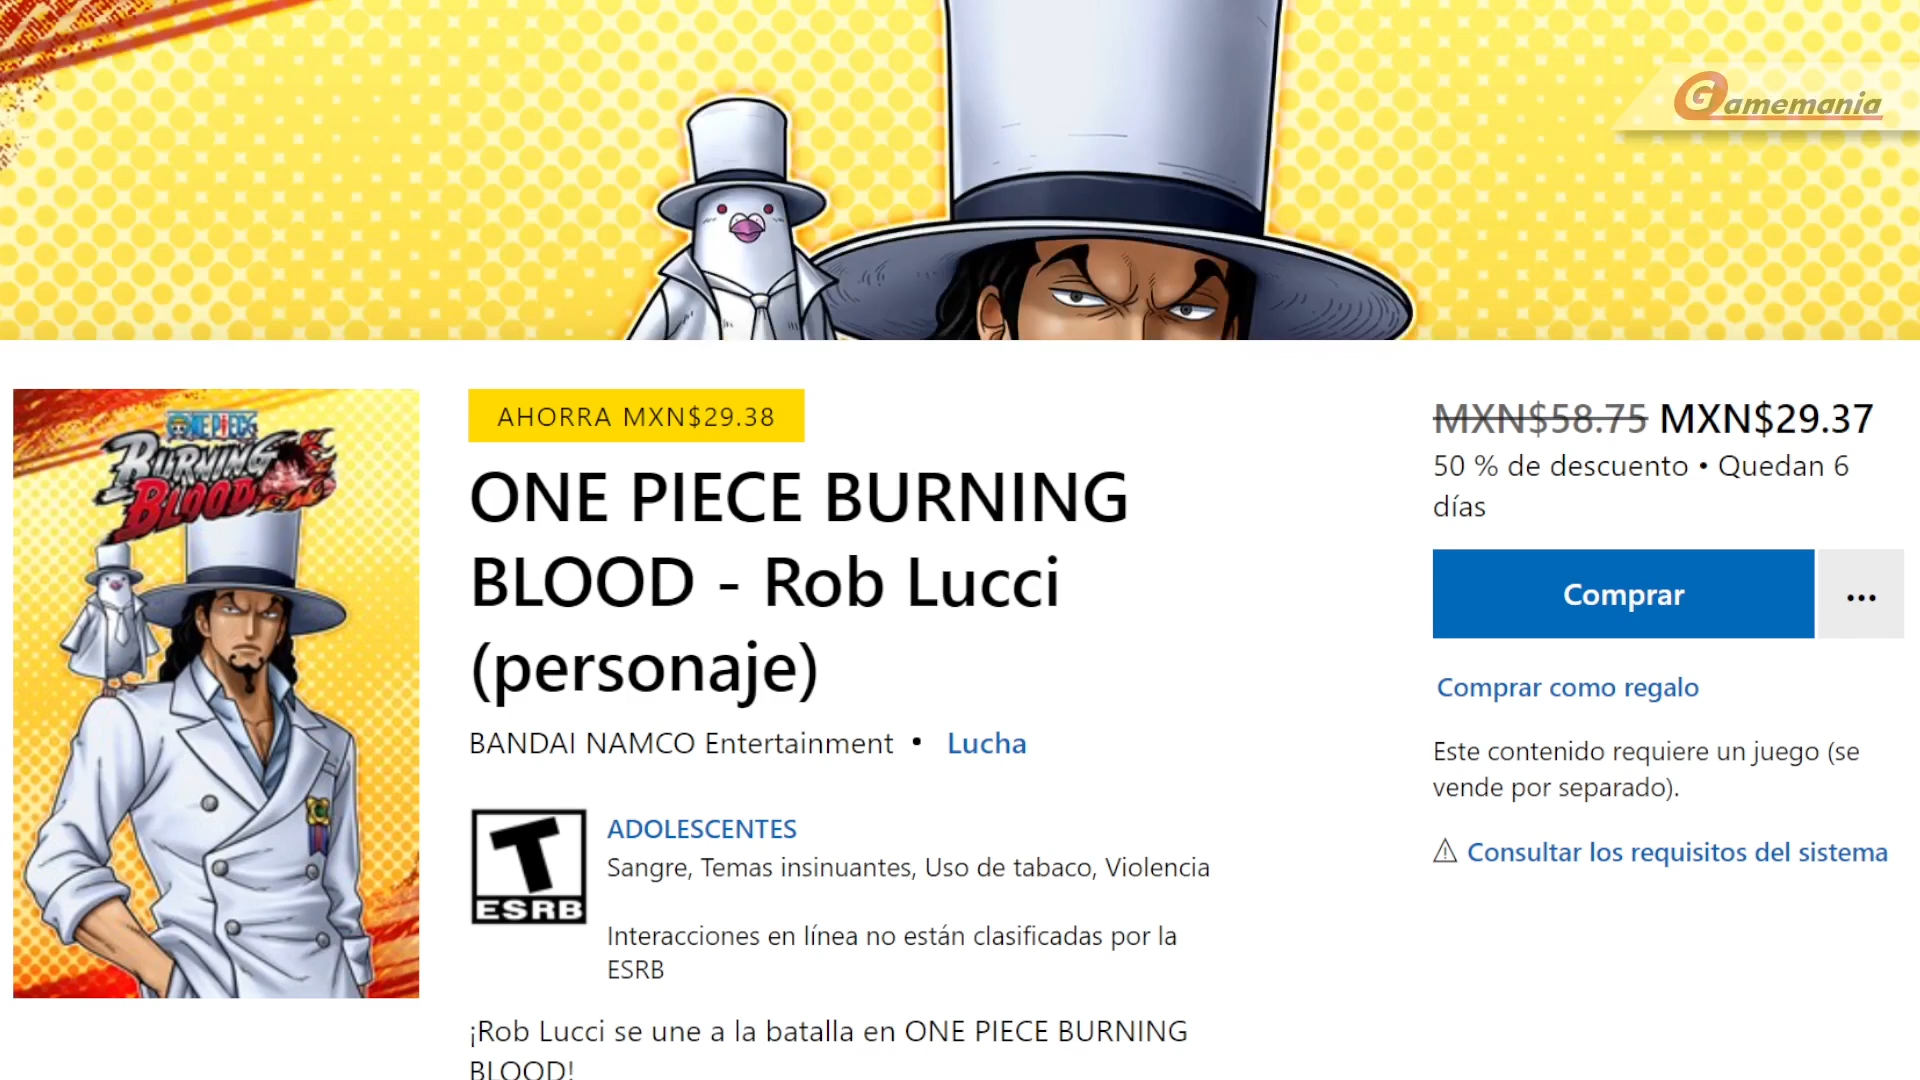 Gamemania
ONE PIECE
BURNING
BLOOD
AHORRA MXN$29.38
ONE PIECE BURNING
BLOOD - Rob Lucci
(personaje)
BANDAI NAMCO Entertainment • Lucha
T
ESRB
ADOLESCENTES
Sangre, Temas insinuantes, Uso de tabaco, Violencia
Interacciones en línea no están clasificadas por la
ESRB
¡Rob Lucci se une a la batalla en ONE PIECE BURNING
BLOOD!
MXN$58.75 MXN$29.37
50 % de descuento • Quedan 6
días
Comprar
...
Comprar como regalo
Este contenido requiere un juego (se
vende por separado).
Consultar los requisitos del sistema